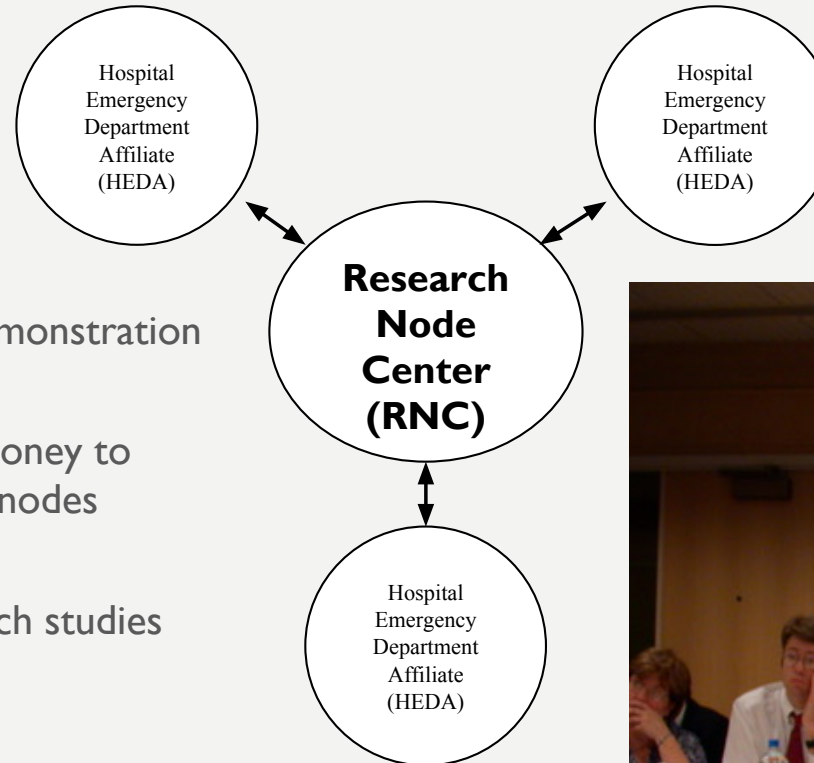 Hospital
Emergency
Department
Affiliate
(HEDA)
Hospital
Emergency
Department
Affiliate
(HEDA)
Research
Node
Center
(RNC)
monstration
oney to
nodes
ch studies
Hospital
Emergency
Department
Affiliate
(HEDA)